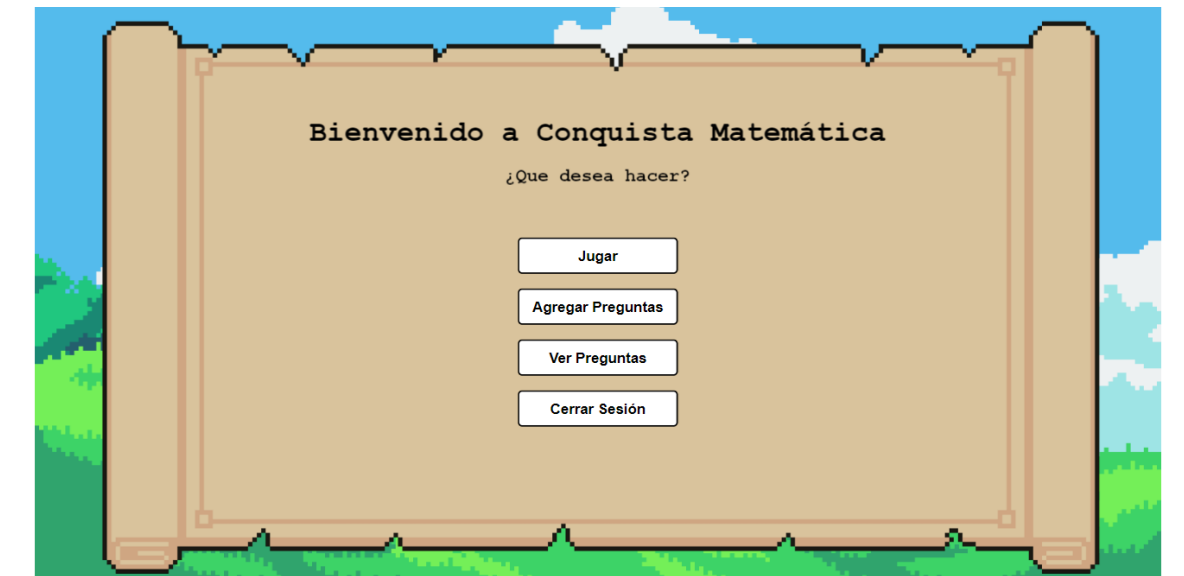 Bienvenido a Conquista Matemática
¿Que desea hacer?
Jugar
Agregar Preguntas
Ver Preguntas
Cerrar Sesión